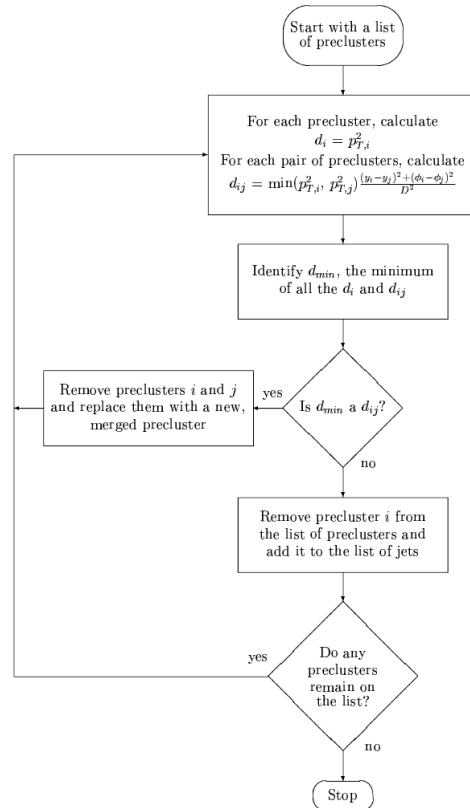 Start with a list
of preclusters
For each precluster, calculate
d_i = p_{T,i}^2
For each pair of preclusters, calculate
d_{ij} = min(p_{T,i}^2, p_{T,j}^2) \frac{(y_i−y_j)^2+(ϕ_i−ϕ_j)^2}{D^2}
Identify d_{min}, the minimum
of all the d_i and d_{ij}
Remove preclusters i and j
and replace them with a new,
merged precluster
yes
Is d_{min} a d_{ij}?
no
Remove precluster i from
the list of preclusters and
add it to the list of jets
yes
Do any
preclusters
remain on
the list?
no
Stop